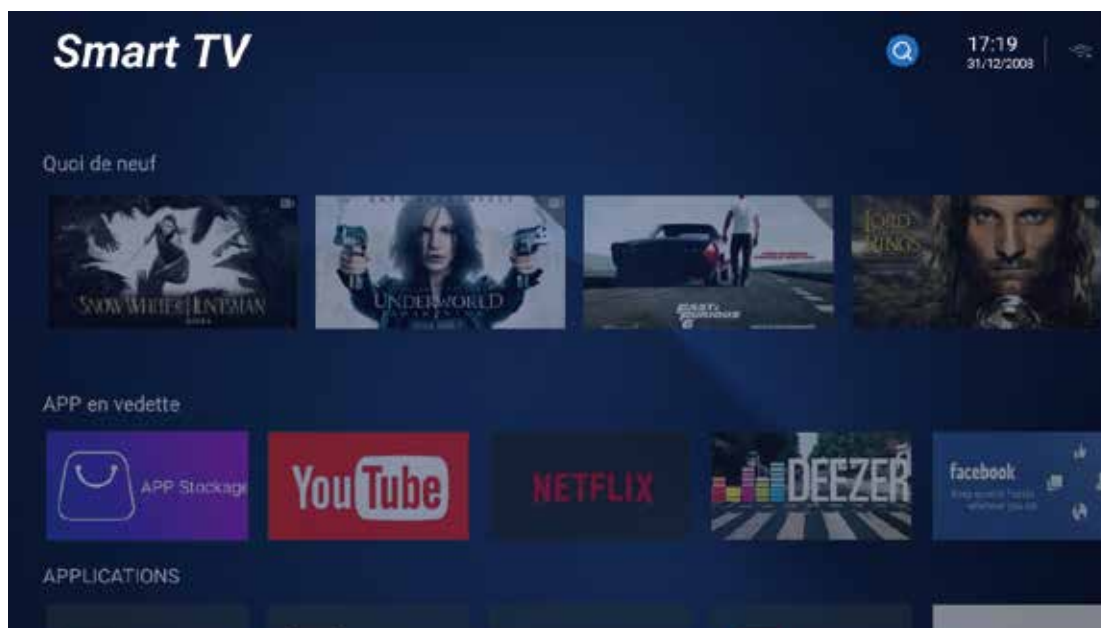 Smart TV
17:19
31/12/2008
Quoi de neuf
SNOW WHITE & HUNTSMAN
UNDERWORLD
AWAKENING
FAST &
FURIOUS
6
LORD
RINGS
APP en vedette
APP Stockage
YouTube
NETFLIX
DEEZER
facebook
APPLICATIONS